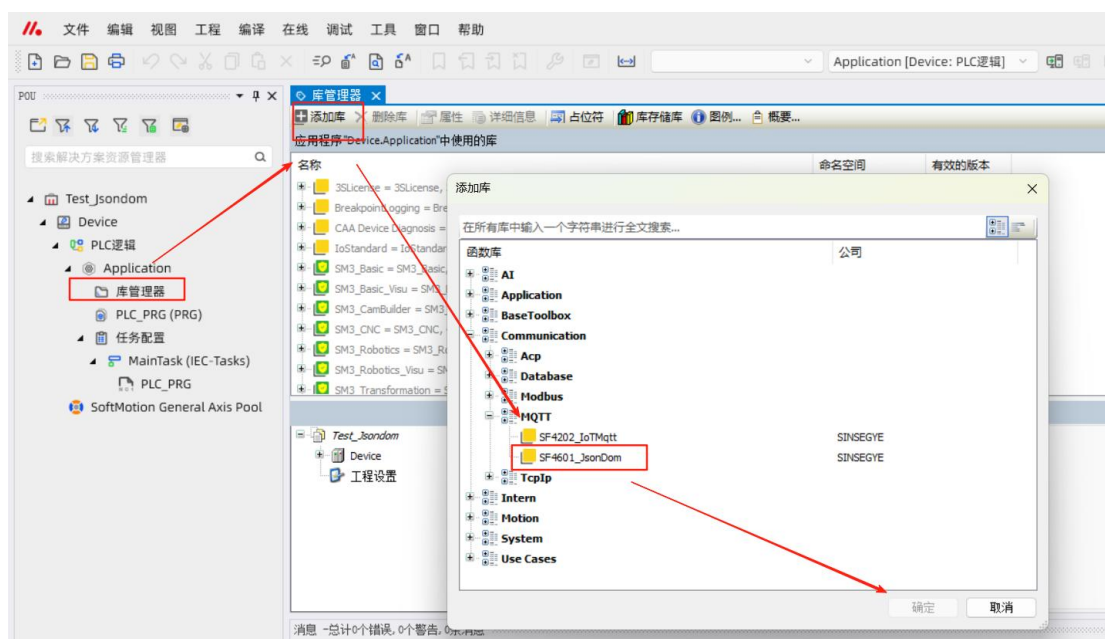 文件 编辑 视图 工程 编译 在线 调试 工具 窗口 帮助
Application [Device: PLC逻辑]
POU
库管理器
添加库 删除库 属性 详细信息 占位符 库存储库 图例... 概要...
应用程序"Device.Application"中使用的库
搜索解决方案资源管理器
名称 命名空间 有效的版本
Test_Jsondom
Device
PLC逻辑
Application
库管理器
PLC_PRG (PRG)
任务配置
MainTask (IEC-Tasks)
PLC_PRG
SoftMotion General Axis Pool
3SLicense = 3SLicense,
BreakpointLogging = Bre
CAA Device Diagnosis =
IoStandard = IoStandar
SM3_Basic = SM3_Basic,
SM3_Basic_Visu = SM3_
SM3_CamBuilder = SM3_
SM3_CNC = SM3_CNC,
SM3_Robotics = SM3_Ro
SM3_Robotics_Visu = SM
SM3_Transformation = S
Test_Jsondom
Device
工程设置
添加库
在所有库中输入一个字符串进行全文搜索...
函数库 公司
AI
Application
BaseToolbox
Communication
Acp
Database
Modbus
MQTT
SF4202_IoTMqtt SINSEGYE
SF4601_JsonDom SINSEGYE
TcpIp
Intern
Motion
System
Use Cases
确定 取消
消息 -总计0个错误, 0个警告, 0条消息